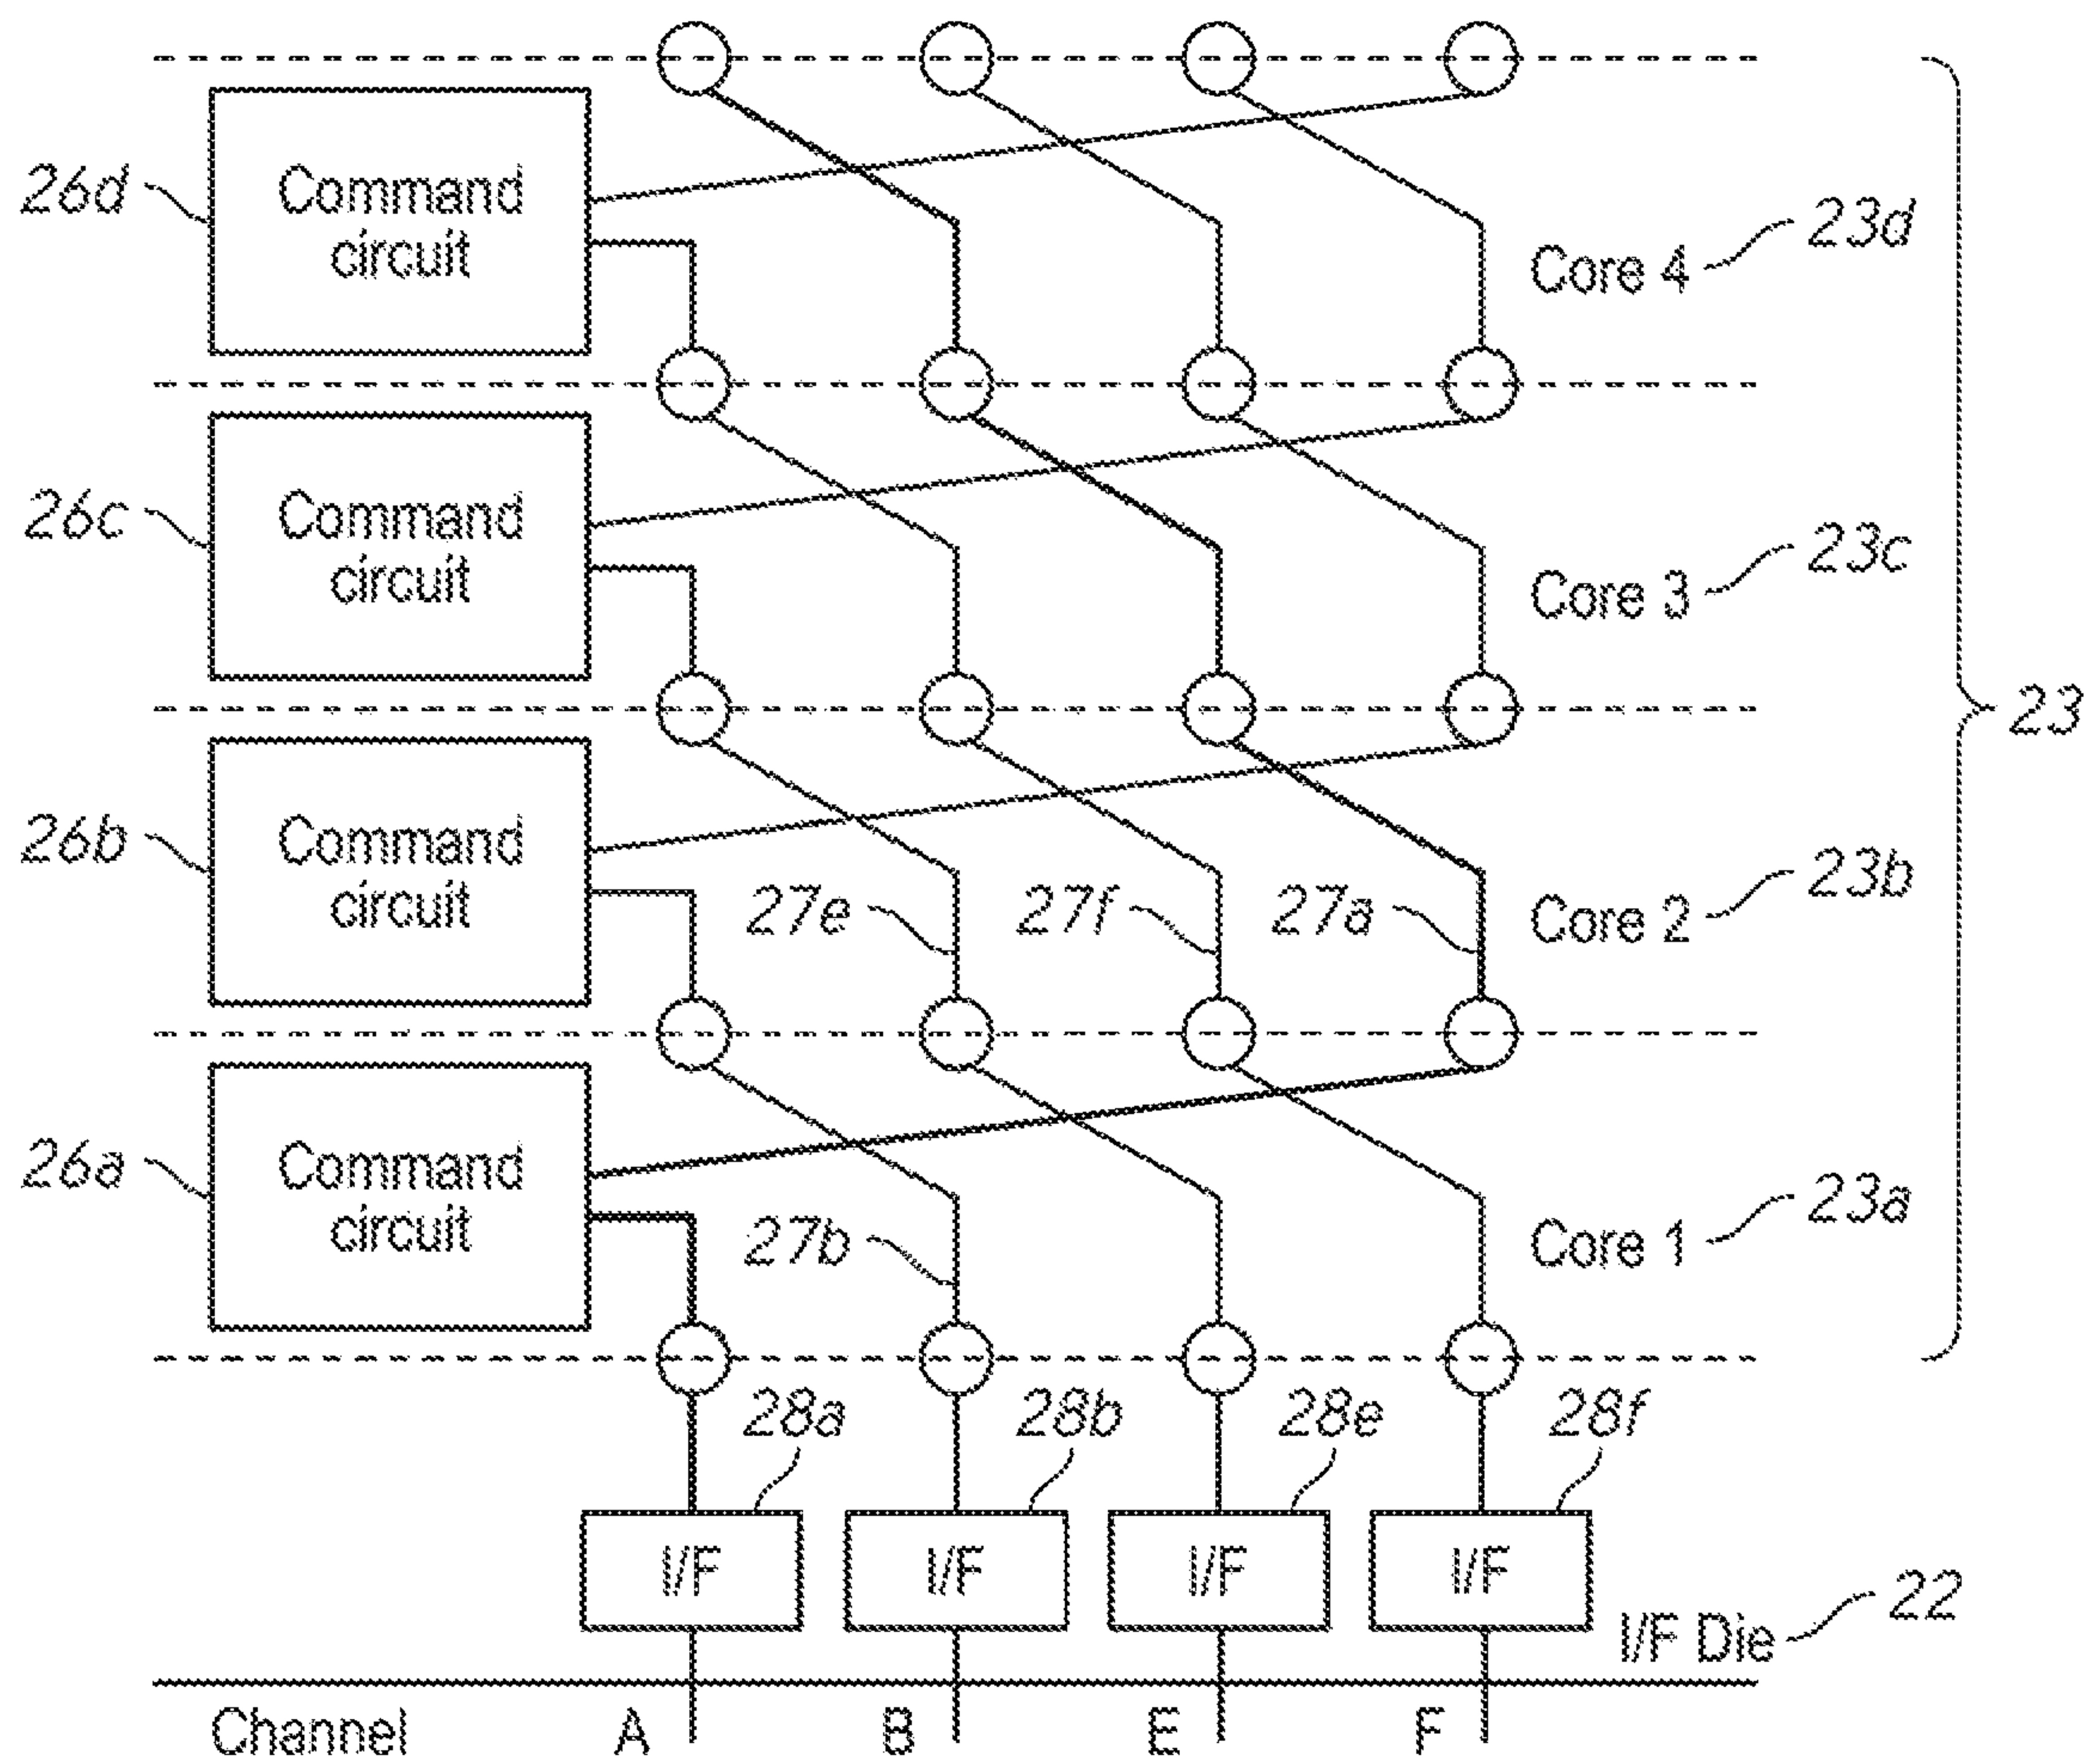 26d
Command
circuit
Core 4
23d
26c
Command
circuit
Core 3
23c
23
26b
Command
circuit
27e
27f
27a
Core 2
23b
26a
Command
circuit
27b
Core 1
23a
28a
28b
28e
28f
I/F
I/F
I/F
I/F
I/F Die
22
Channel
A
B
E
F